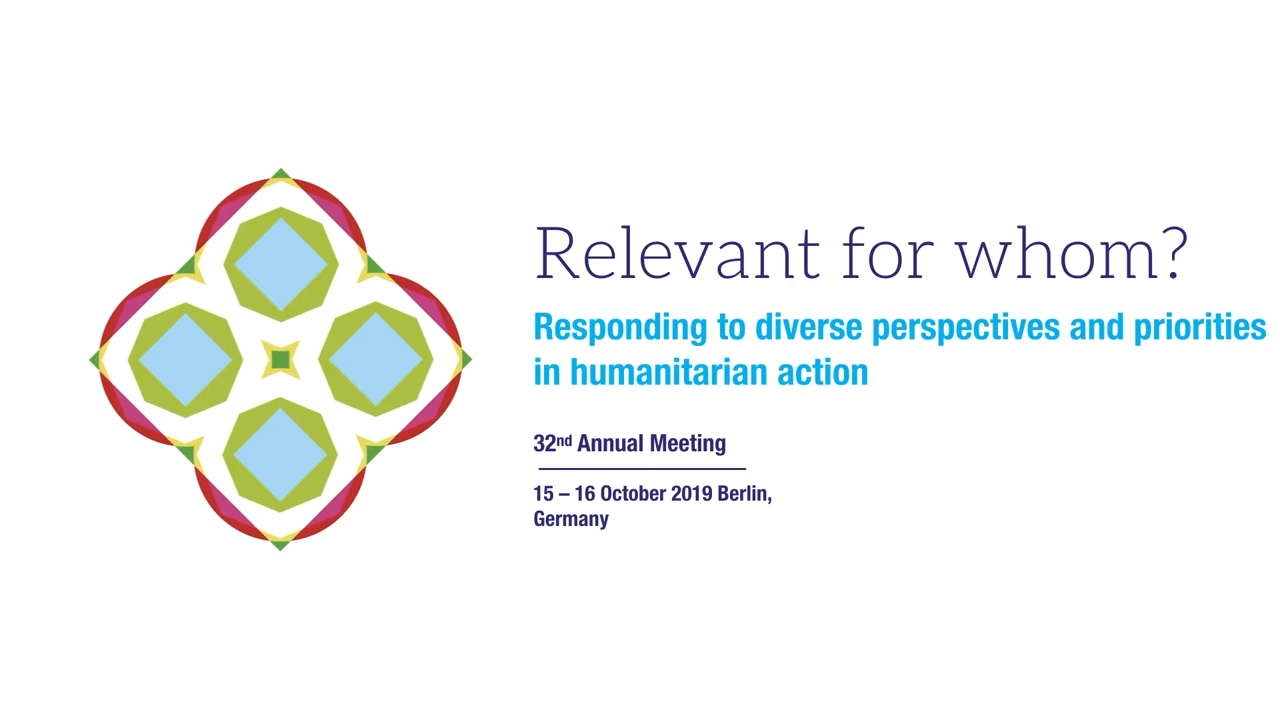 Relevant for whom?
Responding to diverse perspectives and priorities
in humanitarian action
32nd Annual Meeting
15 – 16 October 2019 Berlin,
Germany